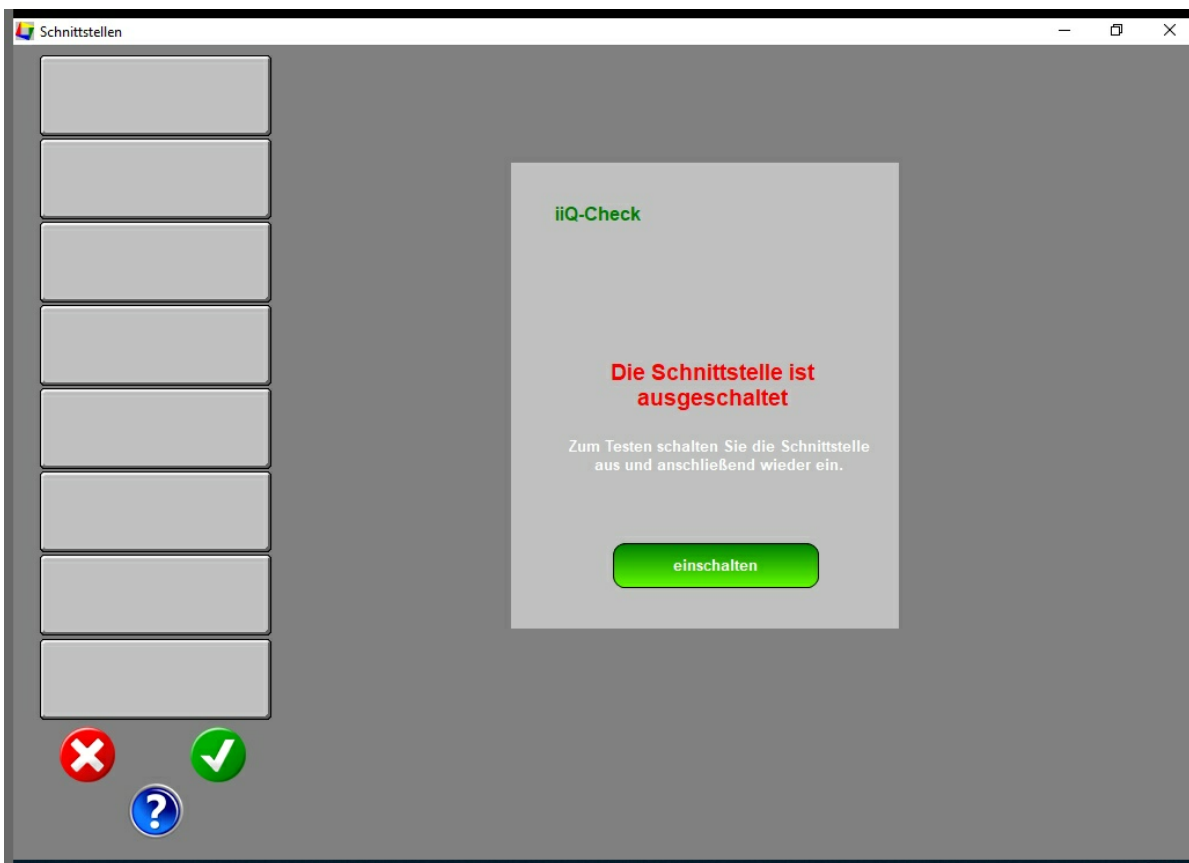 Schnittstellen
iiQ-Check
Die Schnittstelle ist
ausgeschaltet
Zum Testen schalten Sie die Schnittstelle
aus und anschließend wieder ein.
einschalten